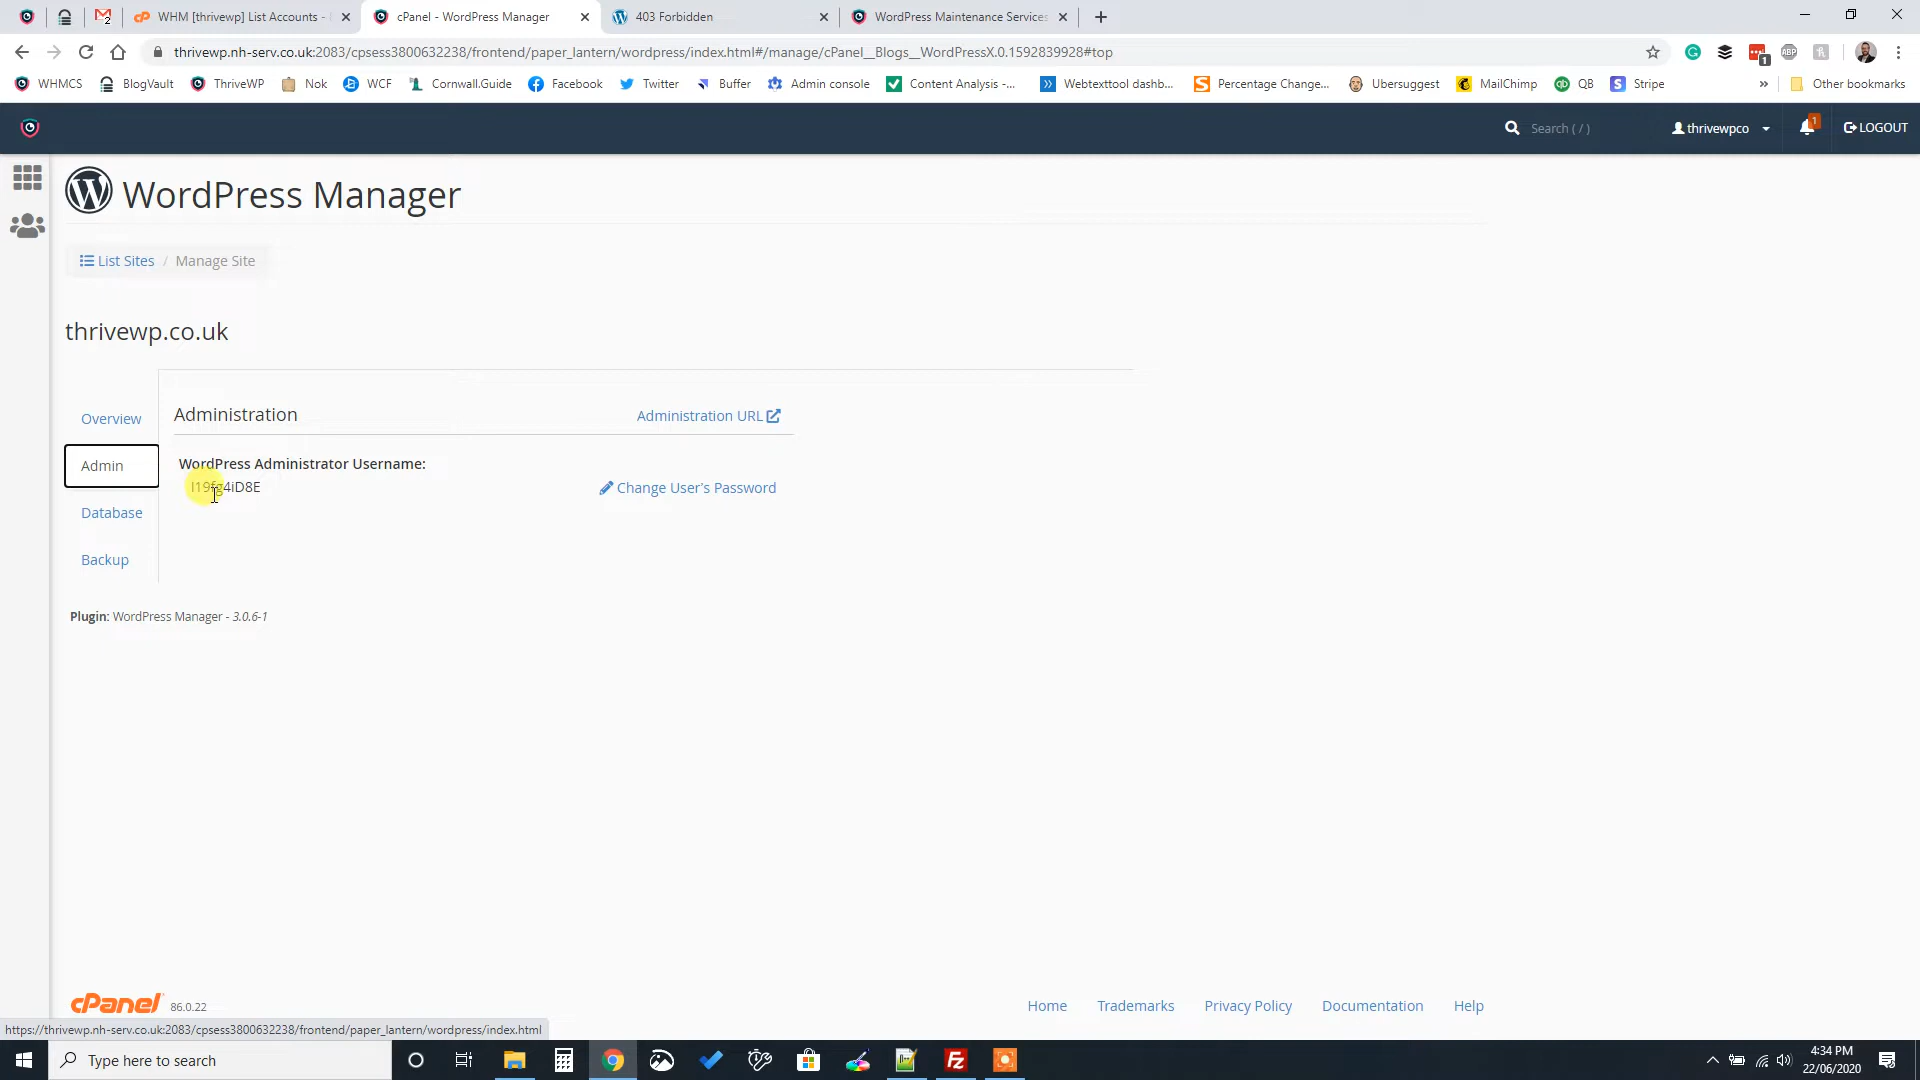 WHM [thrivewp] List Accounts -
cPanel - WordPress Manager
403 Forbidden
WordPress Maintenance Services
thrivewp.nh-serv.co.uk:2083/cpsess3800632238/frontend/paper_lantern/wordpress/index.html#/manage/cPanel__Blogs__WordPressX.0.1592839928#top
WHMCS
BlogVault
ThriveWP
Nok
WCF
Cornwall.Guide
Facebook
Twitter
Buffer
Admin console
Content Analysis -...
Webtexttool dashb...
Percentage Change...
Ubersuggest
MailChimp
QB
Stripe
»
Other bookmarks
Search ( / )
thrivewpco
1
LOGOUT
WordPress Manager
List Sites / Manage Site
thrivewp.co.uk
Overview
Admin
Database
Backup
Administration
Administration URL
WordPress Administrator Username:
I19fg4iD8E
Change User's Password
Plugin: WordPress Manager - 3.0.6-1
cPanel 86.0.22
Home
Trademarks
Privacy Policy
Documentation
Help
https://thrivewp.nh-serv.co.uk:2083/cpsess3800632238/frontend/paper_lantern/wordpress/index.html
Type here to search
4:34 PM
22/06/2020